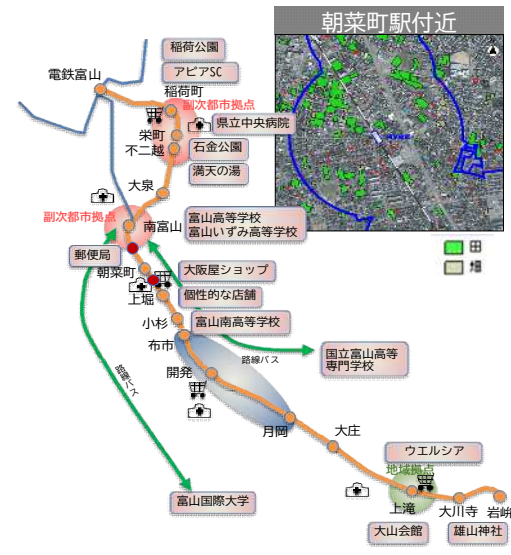 朝菜町駅付近
稲荷公園
電鉄富山
アピアSC
稲荷町
副次都市拠点
県立中央病院
栄町
不二越
石金公園
満天の湯
大泉
副次都市拠点
南富山
富山高等学校
富山いずみ高等学校
田
畑
郵便局
朝菜町
大阪屋ショップ
上堀
個性的な店舗
小杉
富山南高等学校
布市
路線バス
国立富山高等
専門学校
開発
路線バス
月岡
大庄
ウエルシア
地域拠点
上滝
大川寺
岩峅
富山国際大学
大山会館
雄山神社